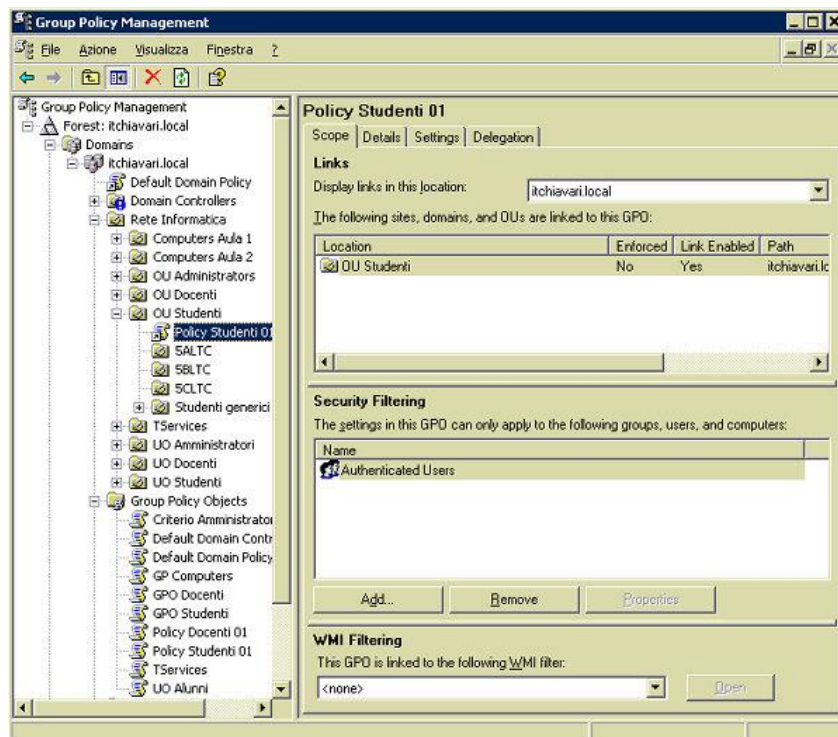 Group Policy Management
File Azione Visualizza Finestra ?
Group Policy Management
Forest: itchiavari.local
Domains
itchiavari.local
Default Domain Policy
Domain Controllers
Rete Informatica
Computers Aula 1
Computers Aula 2
OU Administrators
OU Docenti
OU Studenti
Policy Studenti 01
5ALTC
5BLTC
5CLTC
Studenti generici
TServices
UO Amministratori
UO Docenti
UO Studenti
Group Policy Objects
Criterio Amministrator
Default Domain Contr
Default Domain Policy
GP Computers
GPO Docenti
GPO Studenti
Policy Docenti 01
Policy Studenti 01
TServices
UO Alunni
Policy Studenti 01
Scope Details Settings Delegation
Links
Display links in this location: itchiavari.local
The following sites, domains, and OUs are linked to this GPO:
Location Enforced Link Enabled Path
OU Studenti No Yes itchiavari.lc
Security Filtering
The settings in this GPO can only apply to the following groups, users, and computers:
Name
Authenticated Users
Add... Remove Properties
WMI Filtering
This GPO is linked to the following WMI filter:
<none> Open